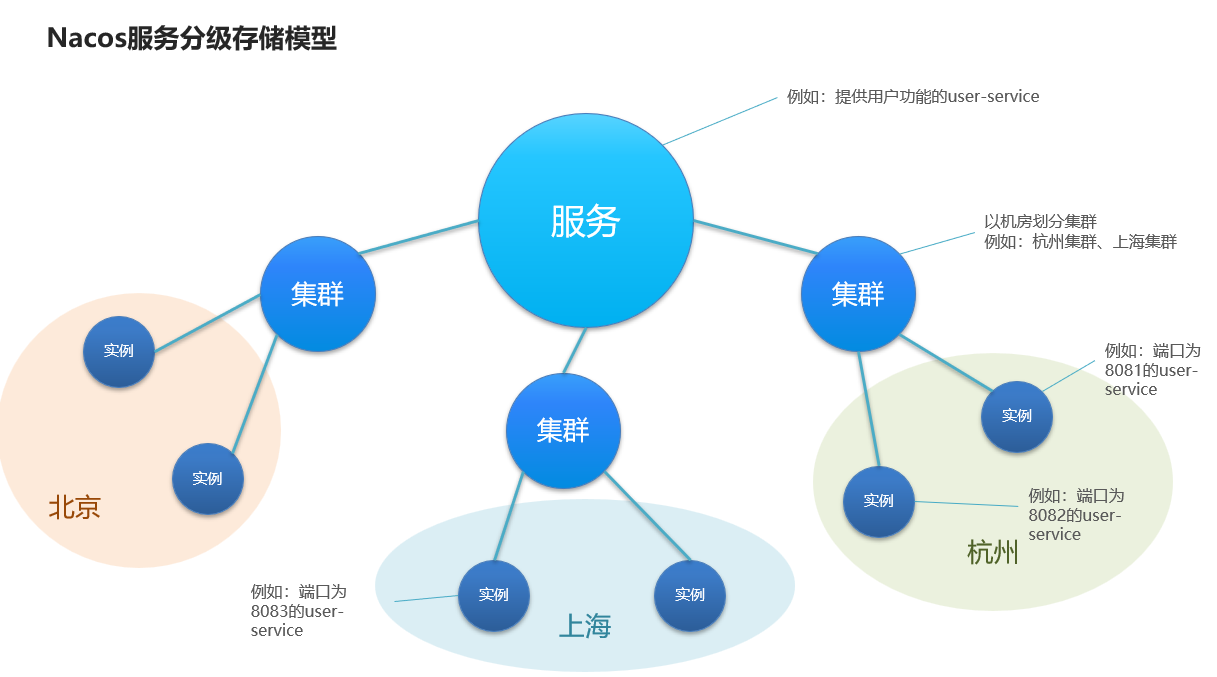 Nacos服务分级存储模型
例如：提供用户功能的user-service
服务
以机房划分集群
例如：杭州集群、上海集群
集群
集群
集群
实例
实例
北京
例如：端口为
8081的user-
service
实例
实例
例如：端口为
8082的user-
service
杭州
例如：端口为
8083的user-
service
实例
实例
上海